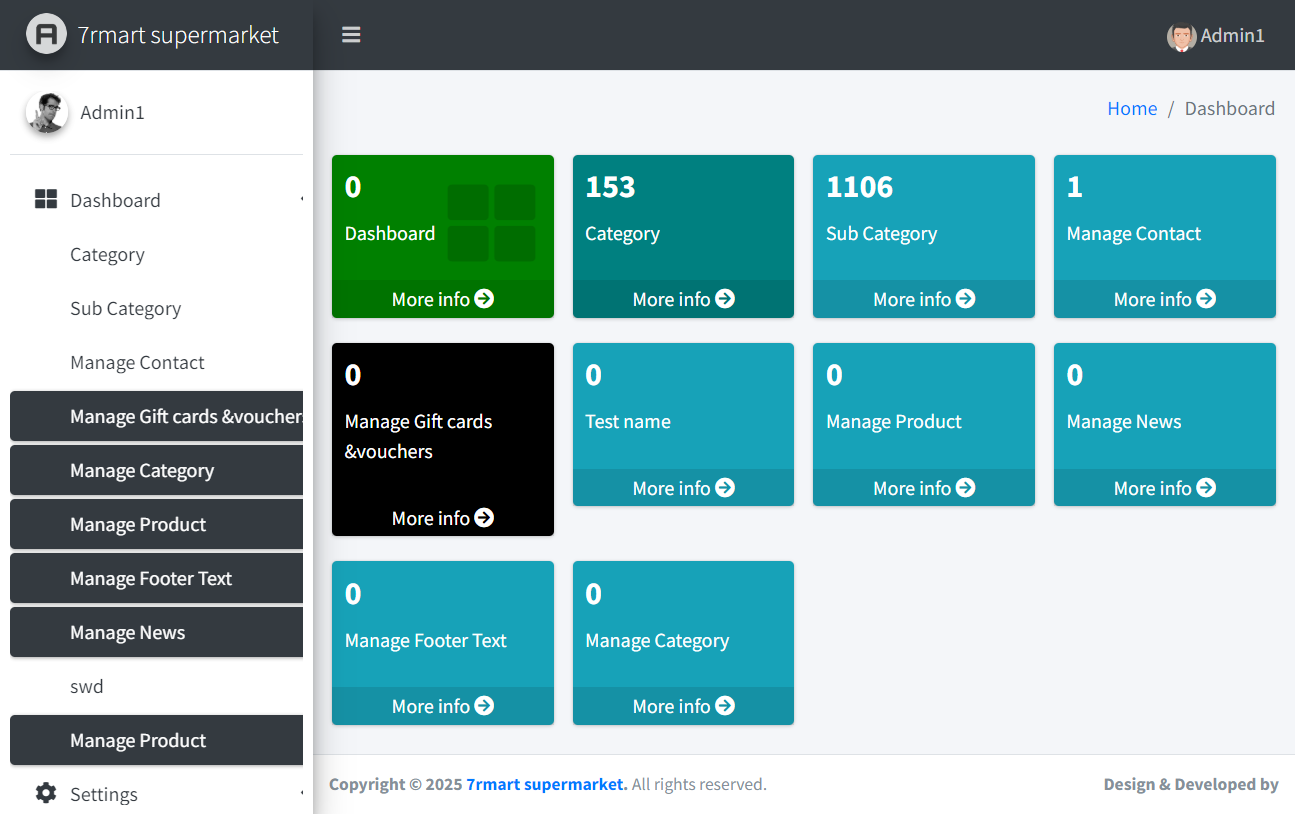 7rmart supermarket
Admin1
Admin1
Home / Dashboard
Dashboard
Category
Sub Category
Manage Contact
Manage Gift cards &vouchers
Manage Category
Manage Product
Manage Footer Text
Manage News
swd
Manage Product
Settings
0
Dashboard
More info
153
Category
More info
1106
Sub Category
More info
1
Manage Contact
More info
0
Manage Gift cards
&vouchers
More info
0
Test name
More info
0
Manage Product
More info
0
Manage News
More info
0
Manage Footer Text
More info
0
Manage Category
More info
Copyright © 2025 7rmart supermarket. All rights reserved.
Design & Developed by